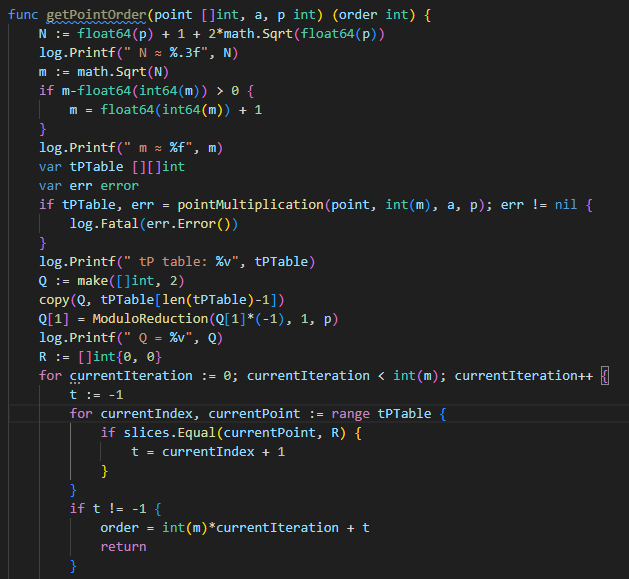 func getPointOrder(point []int, a, p int) (order int) {
    N := float64(p) + 1 + 2*math.Sqrt(float64(p))
    log.Printf(" N ≈ %.3f", N)
    m := math.Sqrt(N)
    if m-float64(int64(m)) > 0 {
        m = float64(int64(m)) + 1
    }
    log.Printf(" m ≈ %f", m)
    var tPTable [][]int
    var err error
    if tPTable, err = pointMultiplication(point, int(m), a, p); err != nil {
        log.Fatal(err.Error())
    }
    log.Printf(" tP table: %v", tPTable)
    Q := make([]int, 2)
    copy(Q, tPTable[len(tPTable)-1])
    Q[1] = ModuloReduction(Q[1]*(-1), 1, p)
    log.Printf(" Q = %v", Q)
    R := []int{0, 0}
    for currentIteration := 0; currentIteration < int(m); currentIteration++ {
        t := -1
        for currentIndex, currentPoint := range tPTable {
            if slices.Equal(currentPoint, R) {
                t = currentIndex + 1
            }
        }
        if t != -1 {
            order = int(m)*currentIteration + t
            return
        }